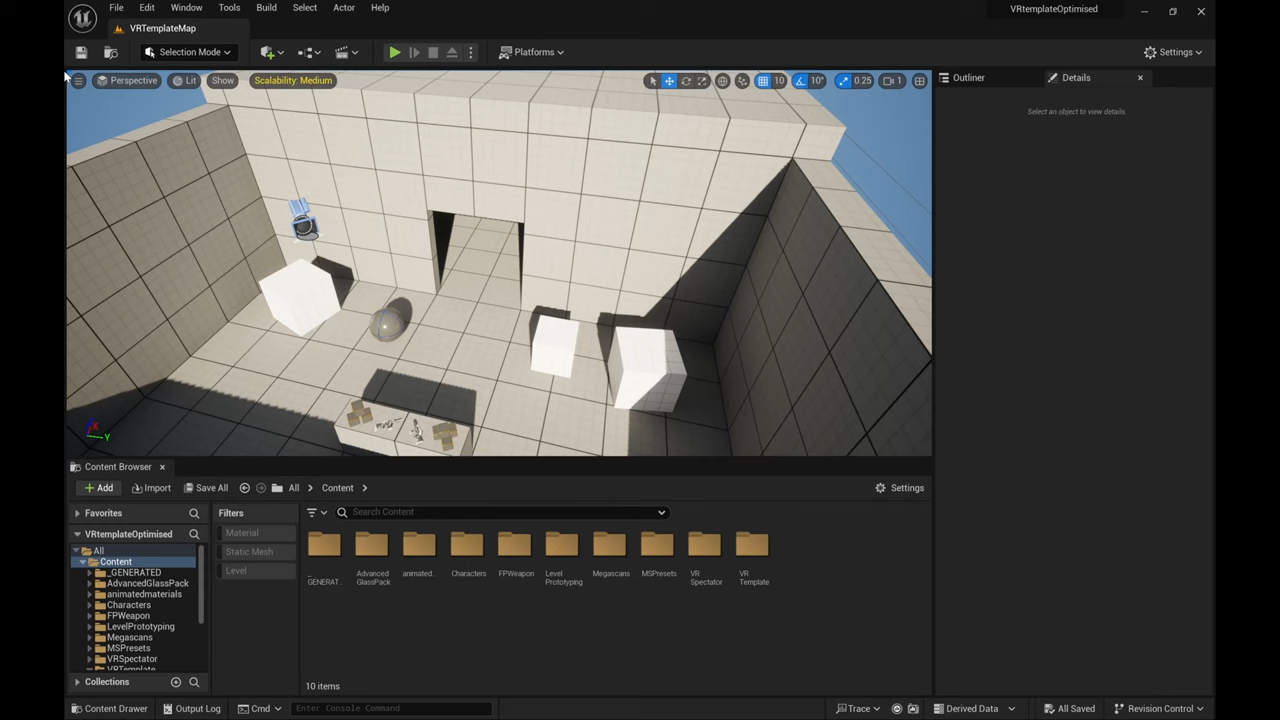 File Edit Window Tools Build Select Actor Help
VRtemplateOptimised
VRTemplateMap
Selection Mode
Platforms
Settings
Perspective
Lit
Show
Scalability: Medium
10
10°
0.25
1
Outliner
Details
Select an object to view details
X
Y
Content Browser
Add
Import
Save All
All
Content
Settings
Favorites
Filters
Search Content
VRtemplateOptimised
Material
All
Static Mesh
Content
Level
_GENERATED
AdvancedGlassPack
animatedmaterials
Characters
FPWeapon
LevelPrototyping
Megascans
MSPresets
VRSpectator
VRTemplate
_
GENERAT...
Advanced
GlassPack
animated...
Characters
FPWeapon
Level
Prototyping
Megascans
MSPresets
VR
Spectator
VR
Template
Collections
10 items
Content Drawer
Output Log
Cmd
Enter Console Command
Trace
Derived Data
All Saved
Revision Control